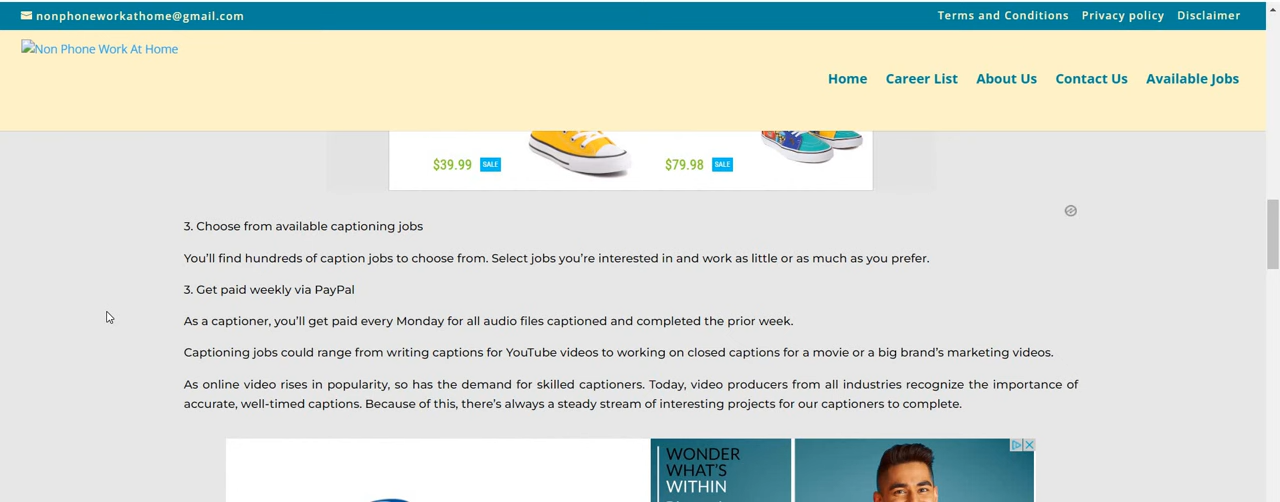 nonphoneworkathome@gmail.com
Terms and Conditions Privacy policy Disclaimer
Non Phone Work At Home
Home Career List About Us Contact Us Available Jobs
$39.99 SALE $79.98 SALE
3. Choose from available captioning jobs
You’ll find hundreds of caption jobs to choose from. Select jobs you’re interested in and work as little or as much as you prefer.
3. Get paid weekly via PayPal
As a captioner, you’ll get paid every Monday for all audio files captioned and completed the prior week.
Captioning jobs could range from writing captions for YouTube videos to working on closed captions for a movie or a big brand’s marketing videos.
As online video rises in popularity, so has the demand for skilled captioners. Today, video producers from all industries recognize the importance of
accurate, well-timed captions. Because of this, there’s always a steady stream of interesting projects for our captioners to complete.
WONDER
WHAT’S
WITHIN